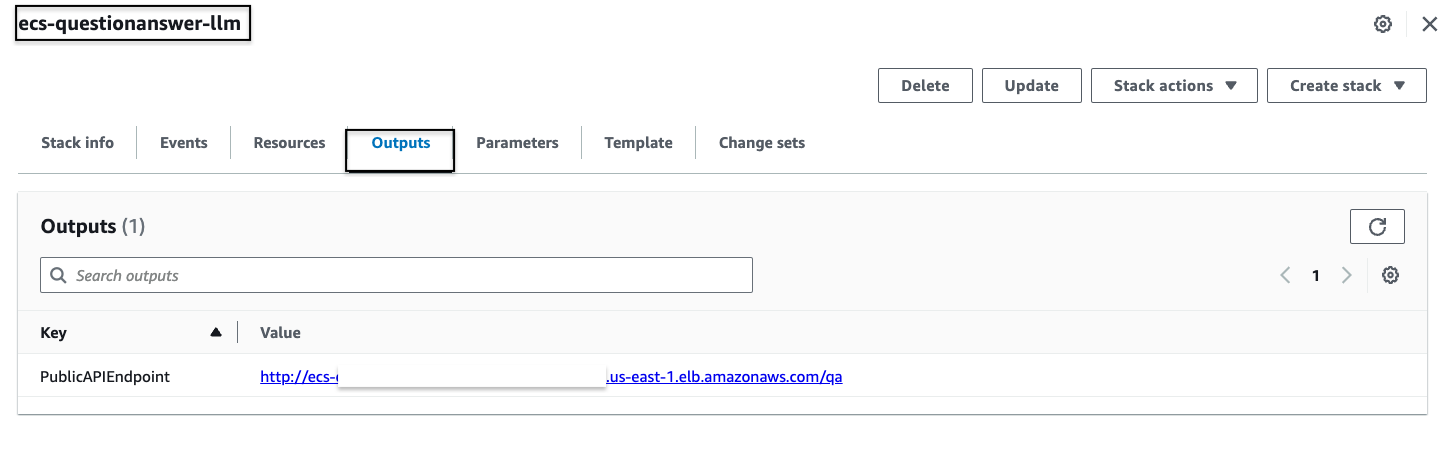 ecs-questionanswer-llm
Delete Update Stack actions Create stack
Stack info Events Resources Outputs Parameters Template Change sets
Outputs (1)
Search outputs
1
Key Value
PublicAPIEndpoint http://ecs- .us-east-1.elb.amazonaws.com/qa